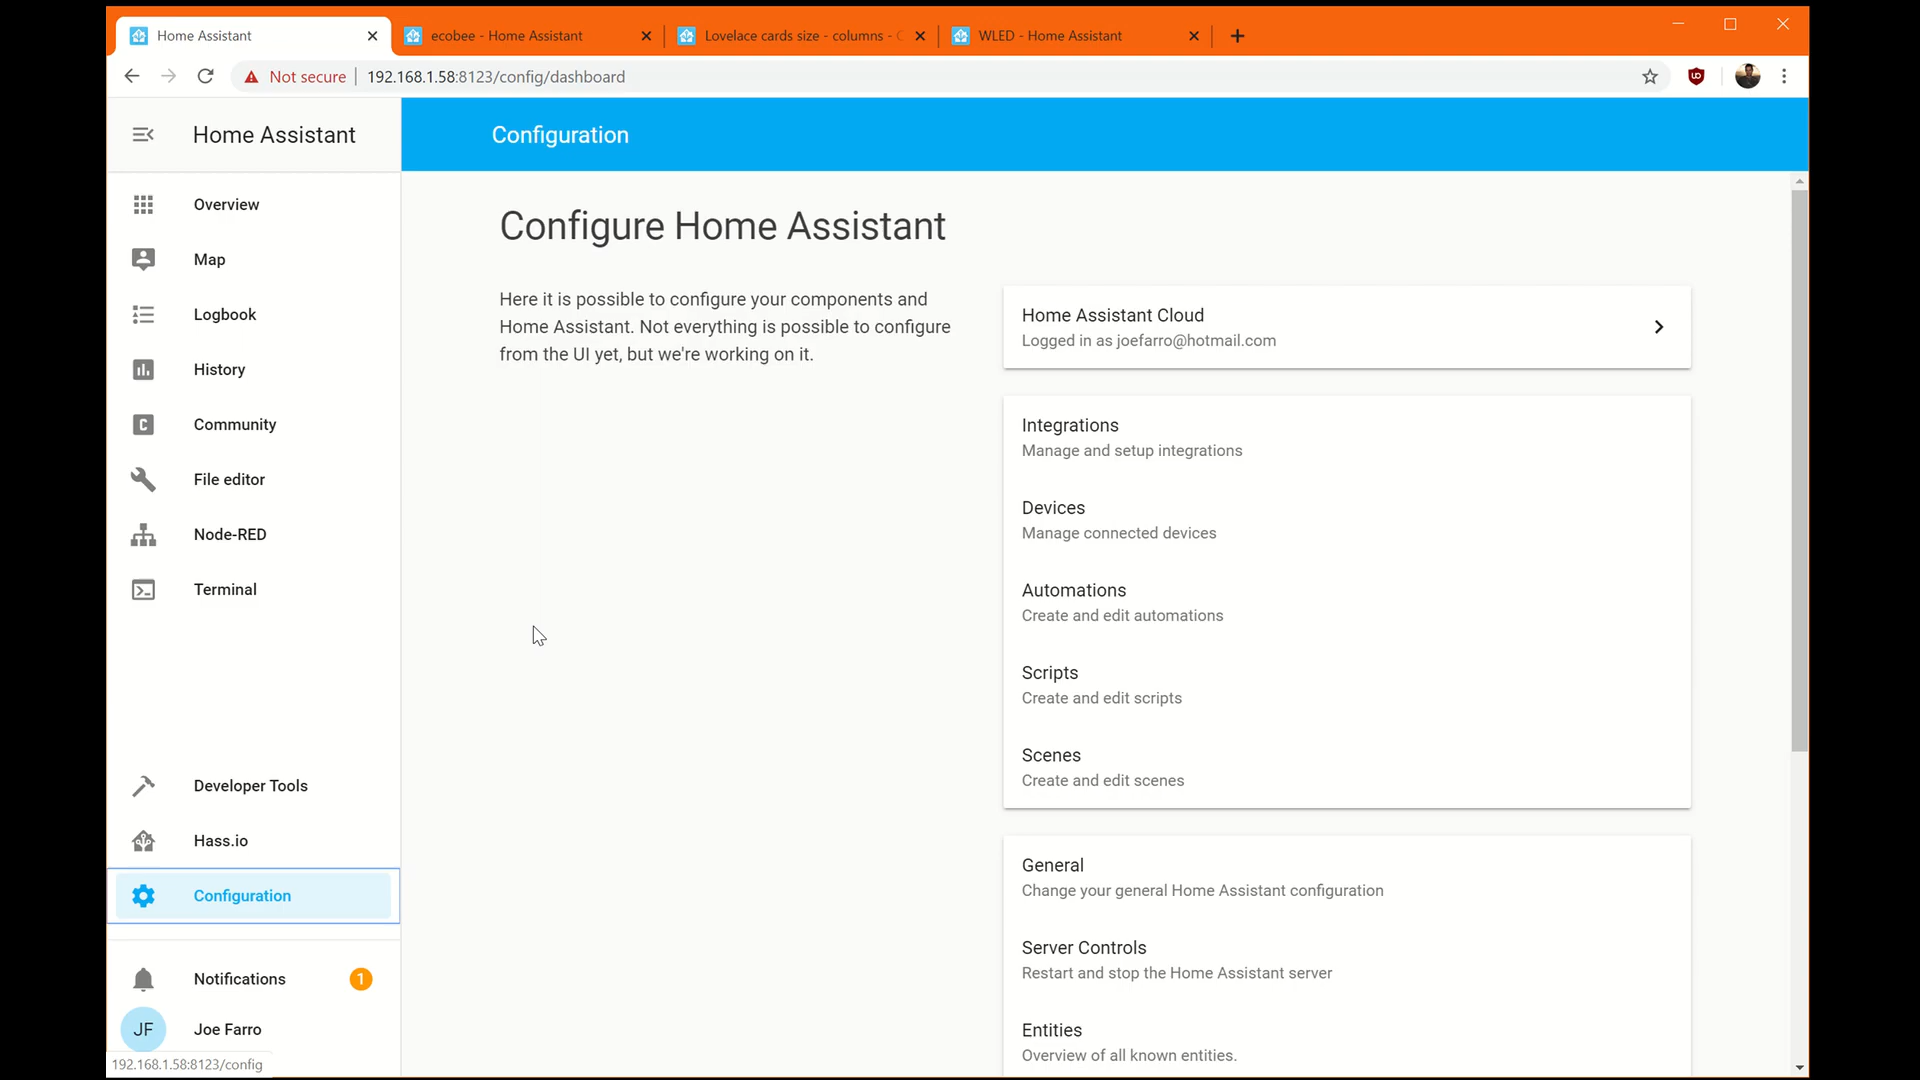 Home Assistant
ecobee - Home Assistant
Lovelace cards size - columns -
WLED - Home Assistant
Not secure
192.168.1.58:8123/config/dashboard
Home Assistant
Configuration
Overview
Map
Logbook
History
C
Community
File editor
Node-RED
Terminal
Developer Tools
Hass.io
Configuration
Notifications
1
JF
Joe Farro
192.168.1.58:8123/config
Configure Home Assistant
Here it is possible to configure your components and
Home Assistant. Not everything is possible to configure
from the UI yet, but we're working on it.
Home Assistant Cloud
Logged in as joefarro@hotmail.com
Integrations
Manage and setup integrations
Devices
Manage connected devices
Automations
Create and edit automations
Scripts
Create and edit scripts
Scenes
Create and edit scenes
General
Change your general Home Assistant configuration
Server Controls
Restart and stop the Home Assistant server
Entities
Overview of all known entities.